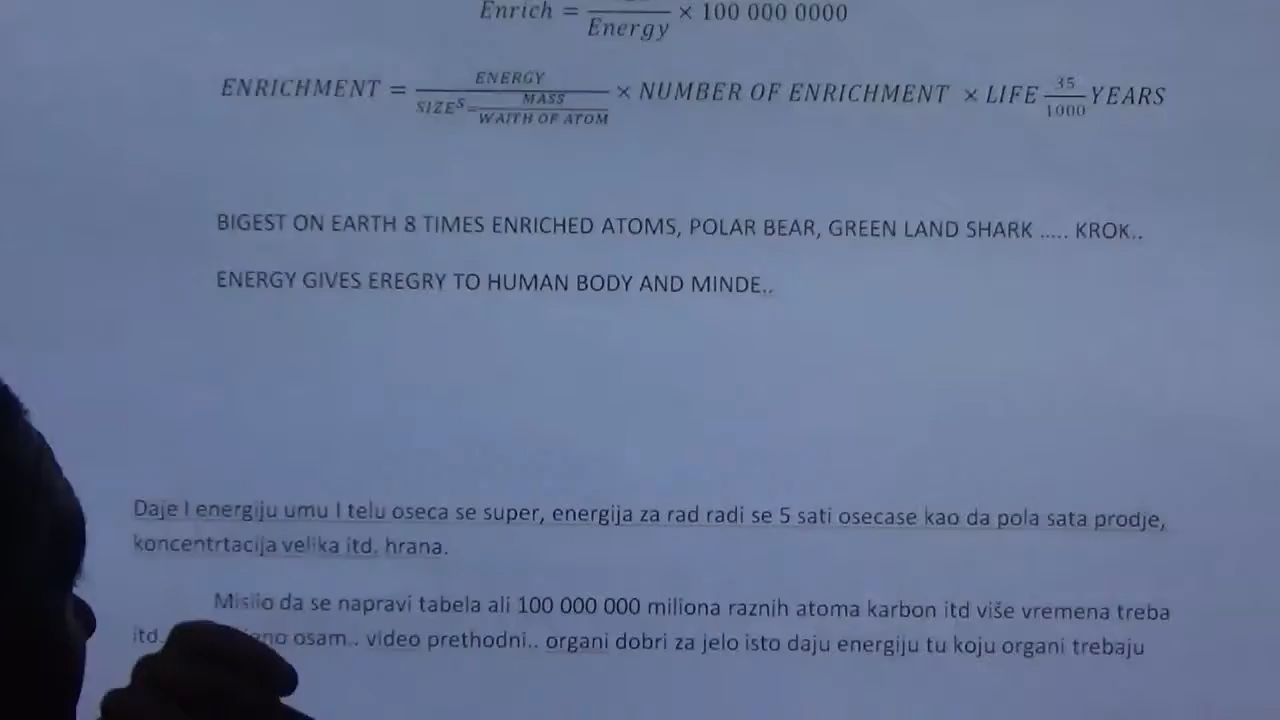 Enrich = Energy × 100 000 0000
ENRICHMENT = ENERGY / SIZE^S = MASS / WAITH OF ATOM × NUMBER OF ENRICHMENT × LIFE 35/1000 YEARS
BIGEST ON EARTH 8 TIMES ENRICHED ATOMS, POLAR BEAR, GREEN LAND SHARK ..... KROK..
ENERGY GIVES EREGRY TO HUMAN BODY AND MINDE..
Daje I energiju umu I telu oseca se super, energija za rad radi se 5 sati osecase kao da pola sata prodje,
koncentrtacija velika itd. hrana.
Misiio da se napravi tabela ali 100 000 000 miliona raznih atoma karbon itd više vremena treba
itd. osam.. video prethodni.. organi dobri za jelo isto daju energiju tu koju organi trebaju